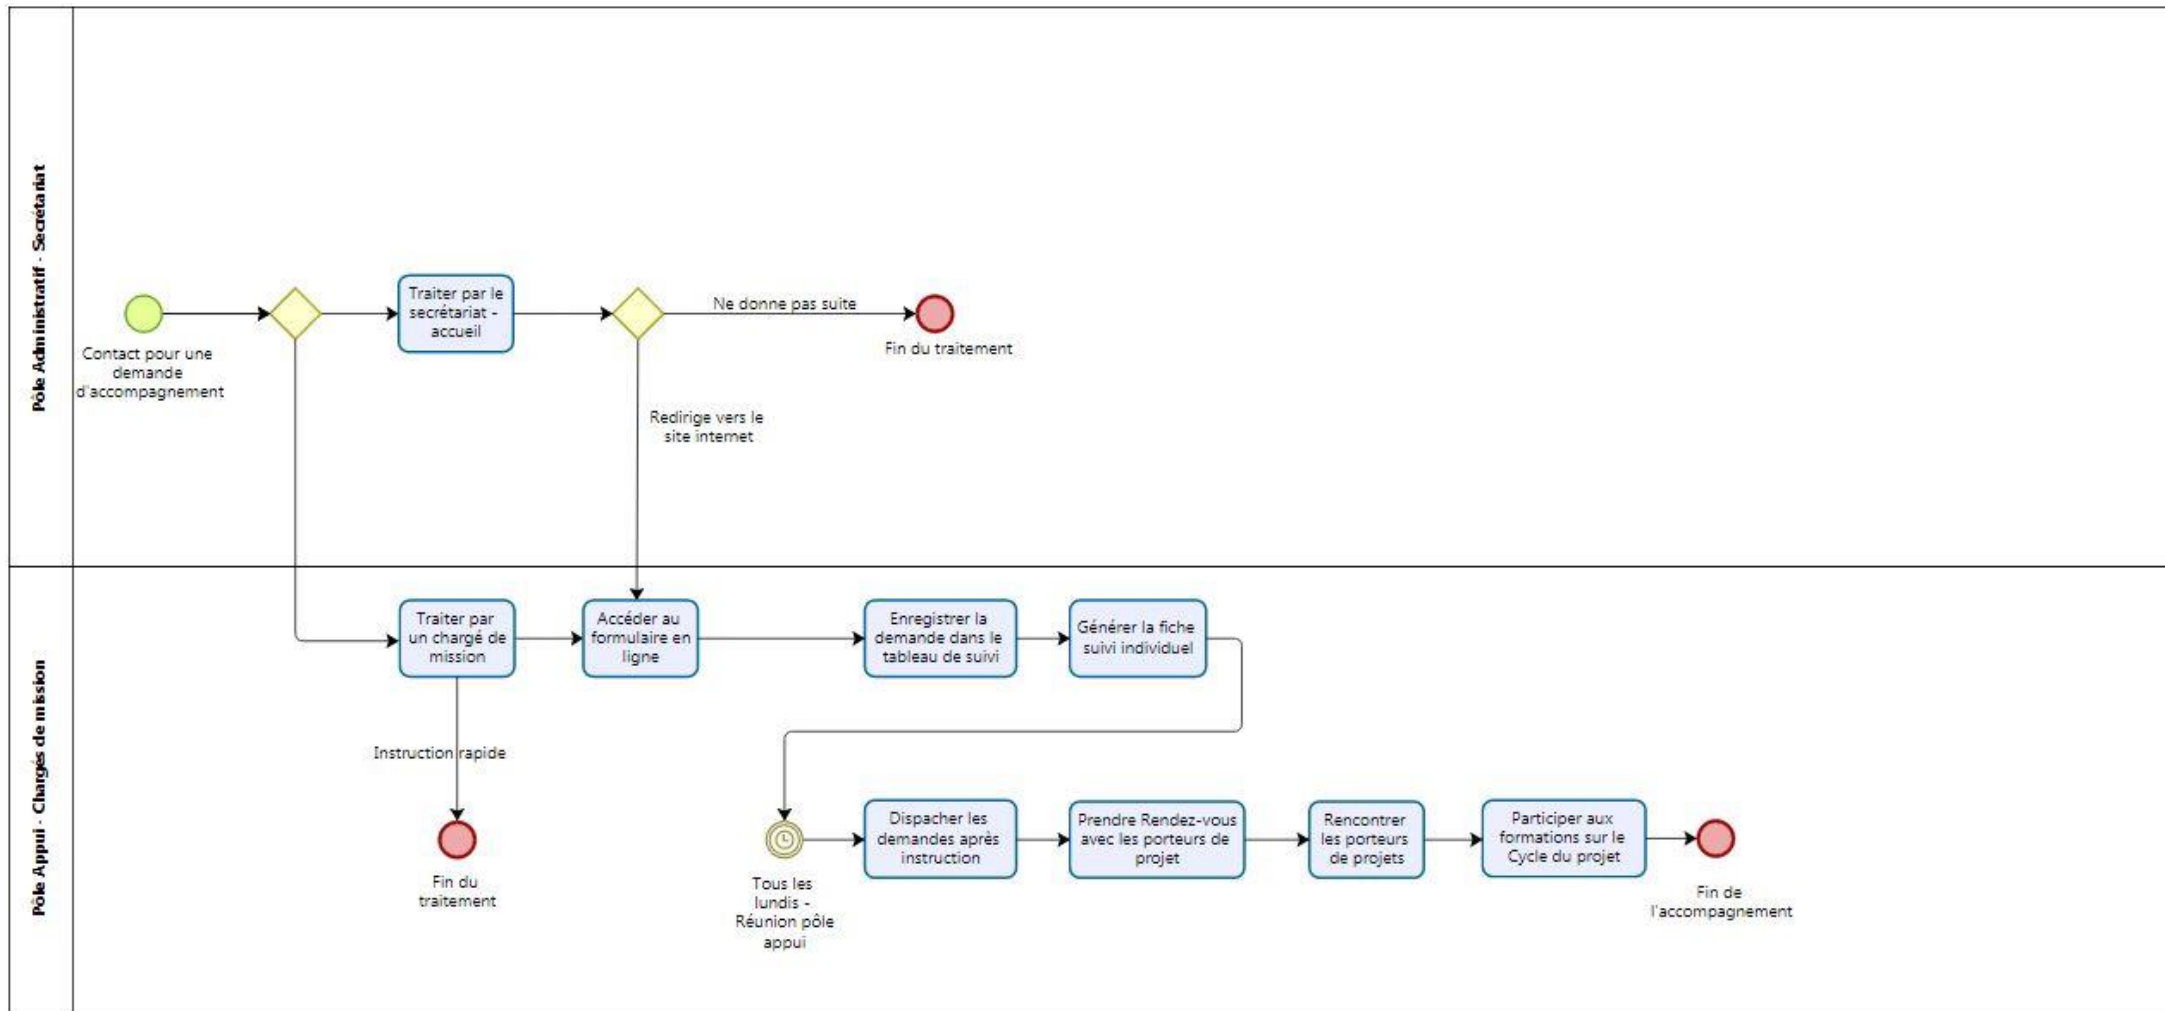 Pôle Administratif - Secrétariat
Contact pour une
demande
d'accompagnement
Traiter par le
secrétariat -
accueil
Ne donne pas suite
Fin du traitement
Redirige vers le
site internet
Pôle Appui - Chargés de mission
Traiter par
un chargé de
mission
Accéder au
formulaire en
ligne
Enregistrer la
demande dans le
tableau de suivi
Générer la fiche
suivi individuel
Instruction rapide
Fin du
traitement
Tous les
lundis -
Réunion pôle
appui
Dispacher les
demandes après
instruction
Prendre Rendez-vous
avec les porteurs de
projet
Rencontrer
les porteurs
de projets
Participer aux
formations sur le
Cycle du projet
Fin de
l'accompagnement